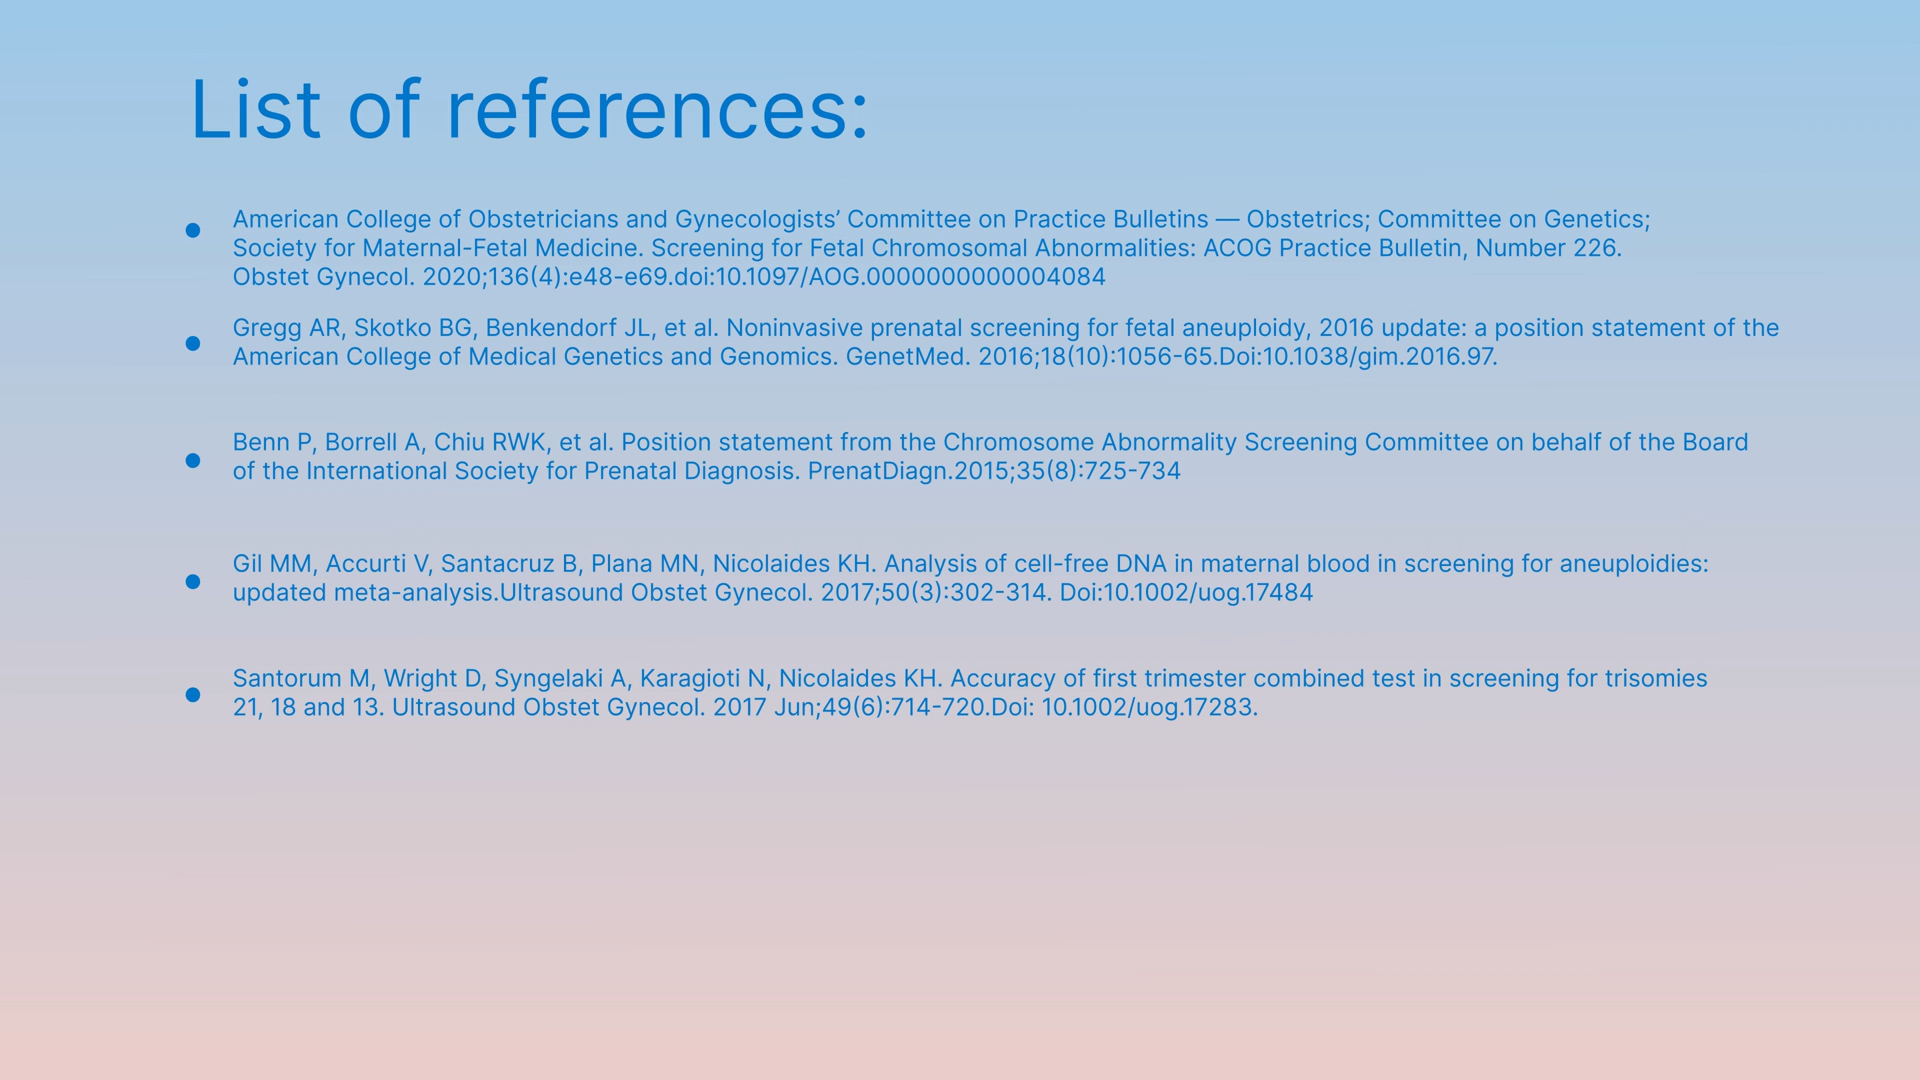 List of references:
American College of Obstetricians and Gynecologists’ Committee on Practice Bulletins — Obstetrics; Committee on Genetics;
Society for Maternal-Fetal Medicine. Screening for Fetal Chromosomal Abnormalities: ACOG Practice Bulletin, Number 226.
Obstet Gynecol. 2020;136(4):e48-e69.doi:10.1097/AOG.0000000000004084
Gregg AR, Skotko BG, Benkendorf JL, et al. Noninvasive prenatal screening for fetal aneuploidy, 2016 update: a position statement of the
American College of Medical Genetics and Genomics. GenetMed. 2016;18(10):1056-65.Doi:10.1038/gim.2016.97.
Benn P, Borrell A, Chiu RWK, et al. Position statement from the Chromosome Abnormality Screening Committee on behalf of the Board
of the International Society for Prenatal Diagnosis. PrenatDiagn.2015;35(8):725-734
Gil MM, Accurti V, Santacruz B, Plana MN, Nicolaides KH. Analysis of cell-free DNA in maternal blood in screening for aneuploidies:
updated meta-analysis.Ultrasound Obstet Gynecol. 2017;50(3):302-314. Doi:10.1002/uog.17484
Santorum M, Wright D, Syngelaki A, Karagioti N, Nicolaides KH. Accuracy of first trimester combined test in screening for trisomies
21, 18 and 13. Ultrasound Obstet Gynecol. 2017 Jun;49(6):714-720.Doi: 10.1002/uog.17283.